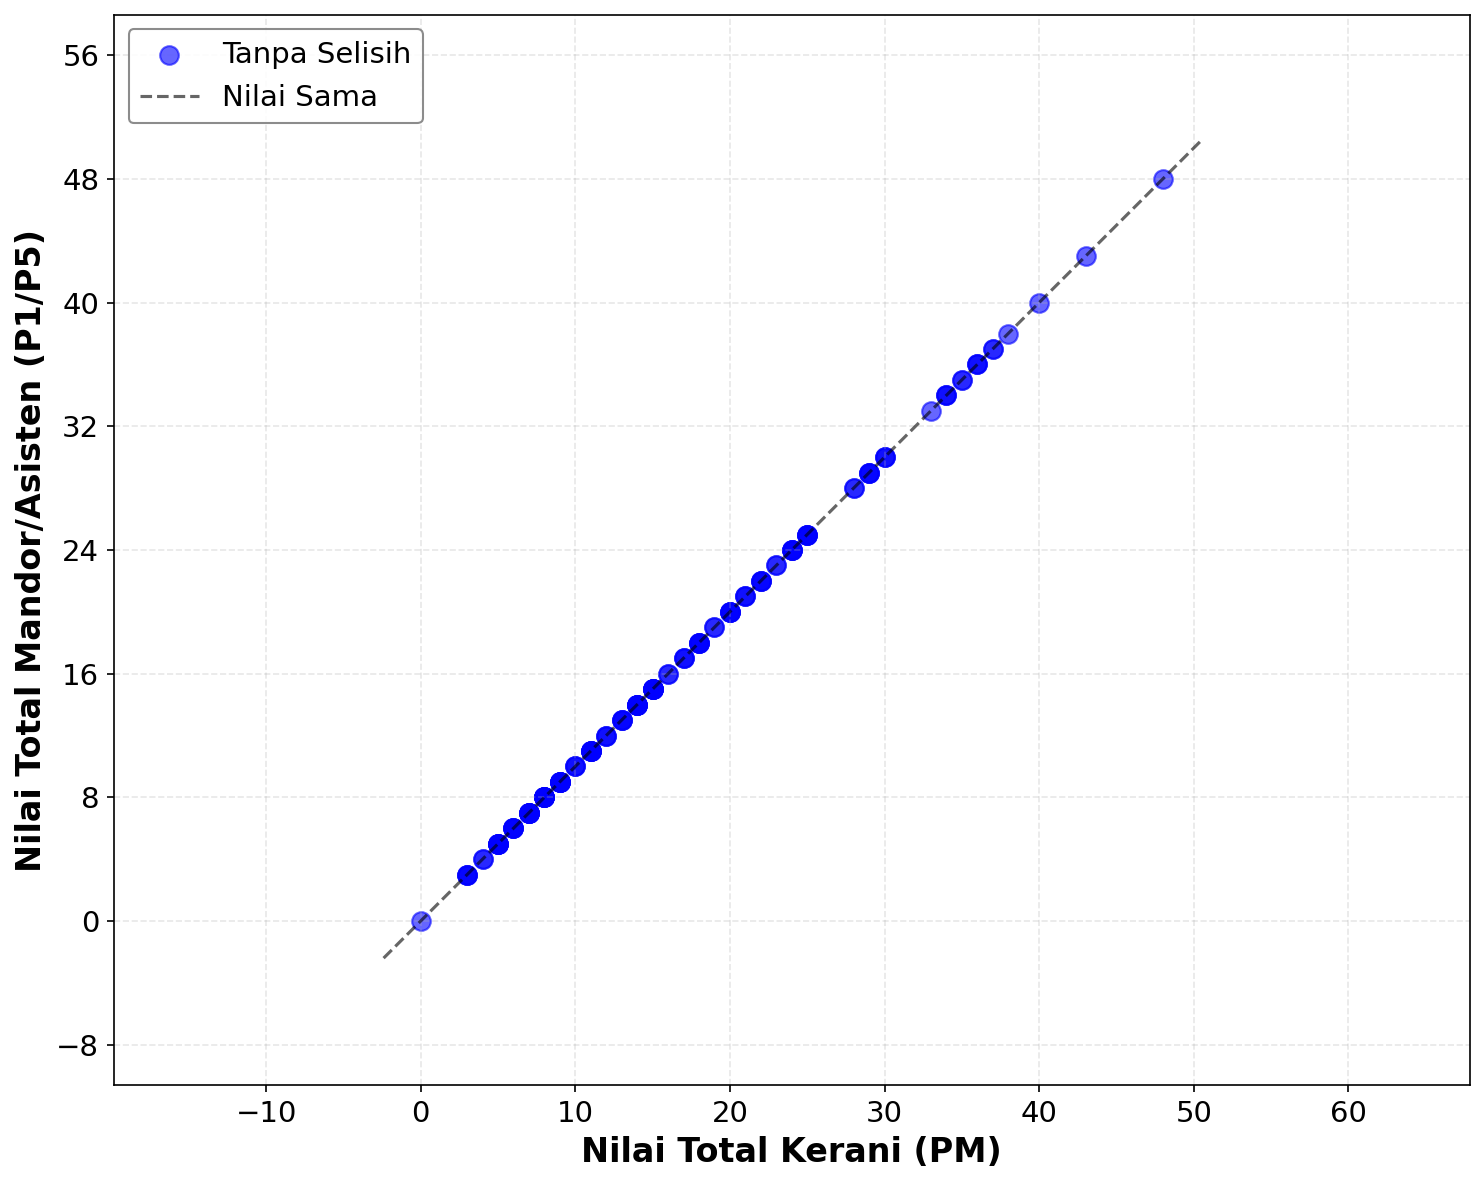 Tanpa Selisih
Nilai Sama
56
48
40
32
24
16
8
0
−8
Nilai Total Mandor/Asisten (P1/P5)
−10 0 10 20 30 40 50 60
Nilai Total Kerani (PM)